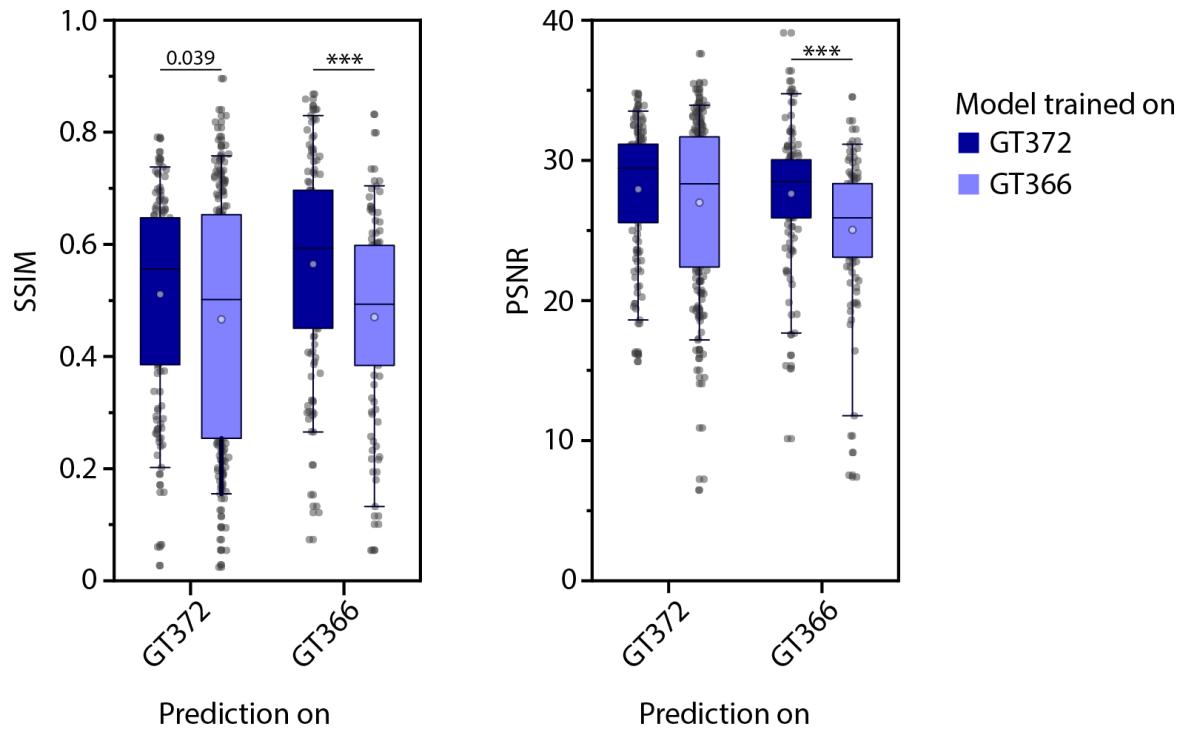 1.0
0.8
0.6
0.4
0.2
0
SSIM
0.039
***
GT372
GT366
Prediction on
40
30
20
10
0
PSNR
***
GT372
GT366
Prediction on
Model trained on
GT372
GT366